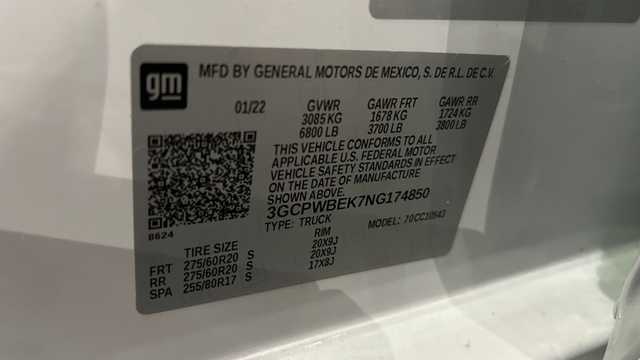 gm
MFD BY GENERAL MOTORS DE MEXICO, S. DE R.L. DE C.V.
01/22 GVWR GAWR FRT GAWR RR
3085 KG 1678 KG 1724 KG
6800 LB 3700 LB 3800 LB
THIS VEHICLE CONFORMS TO ALL
APPLICABLE U.S. FEDERAL MOTOR
VEHICLE SAFETY STANDARDS IN EFFECT
ON THE DATE OF MANUFACTURE
SHOWN ABOVE.
3GCPWBEK7NG174850
TYPE: TRUCK MODEL: 70CC10543
8624
TIRE SIZE RIM
FRT 275/60R20 S 20X9J
RR 275/60R20 S 20X9J
SPA 255/80R17 S 17X8J